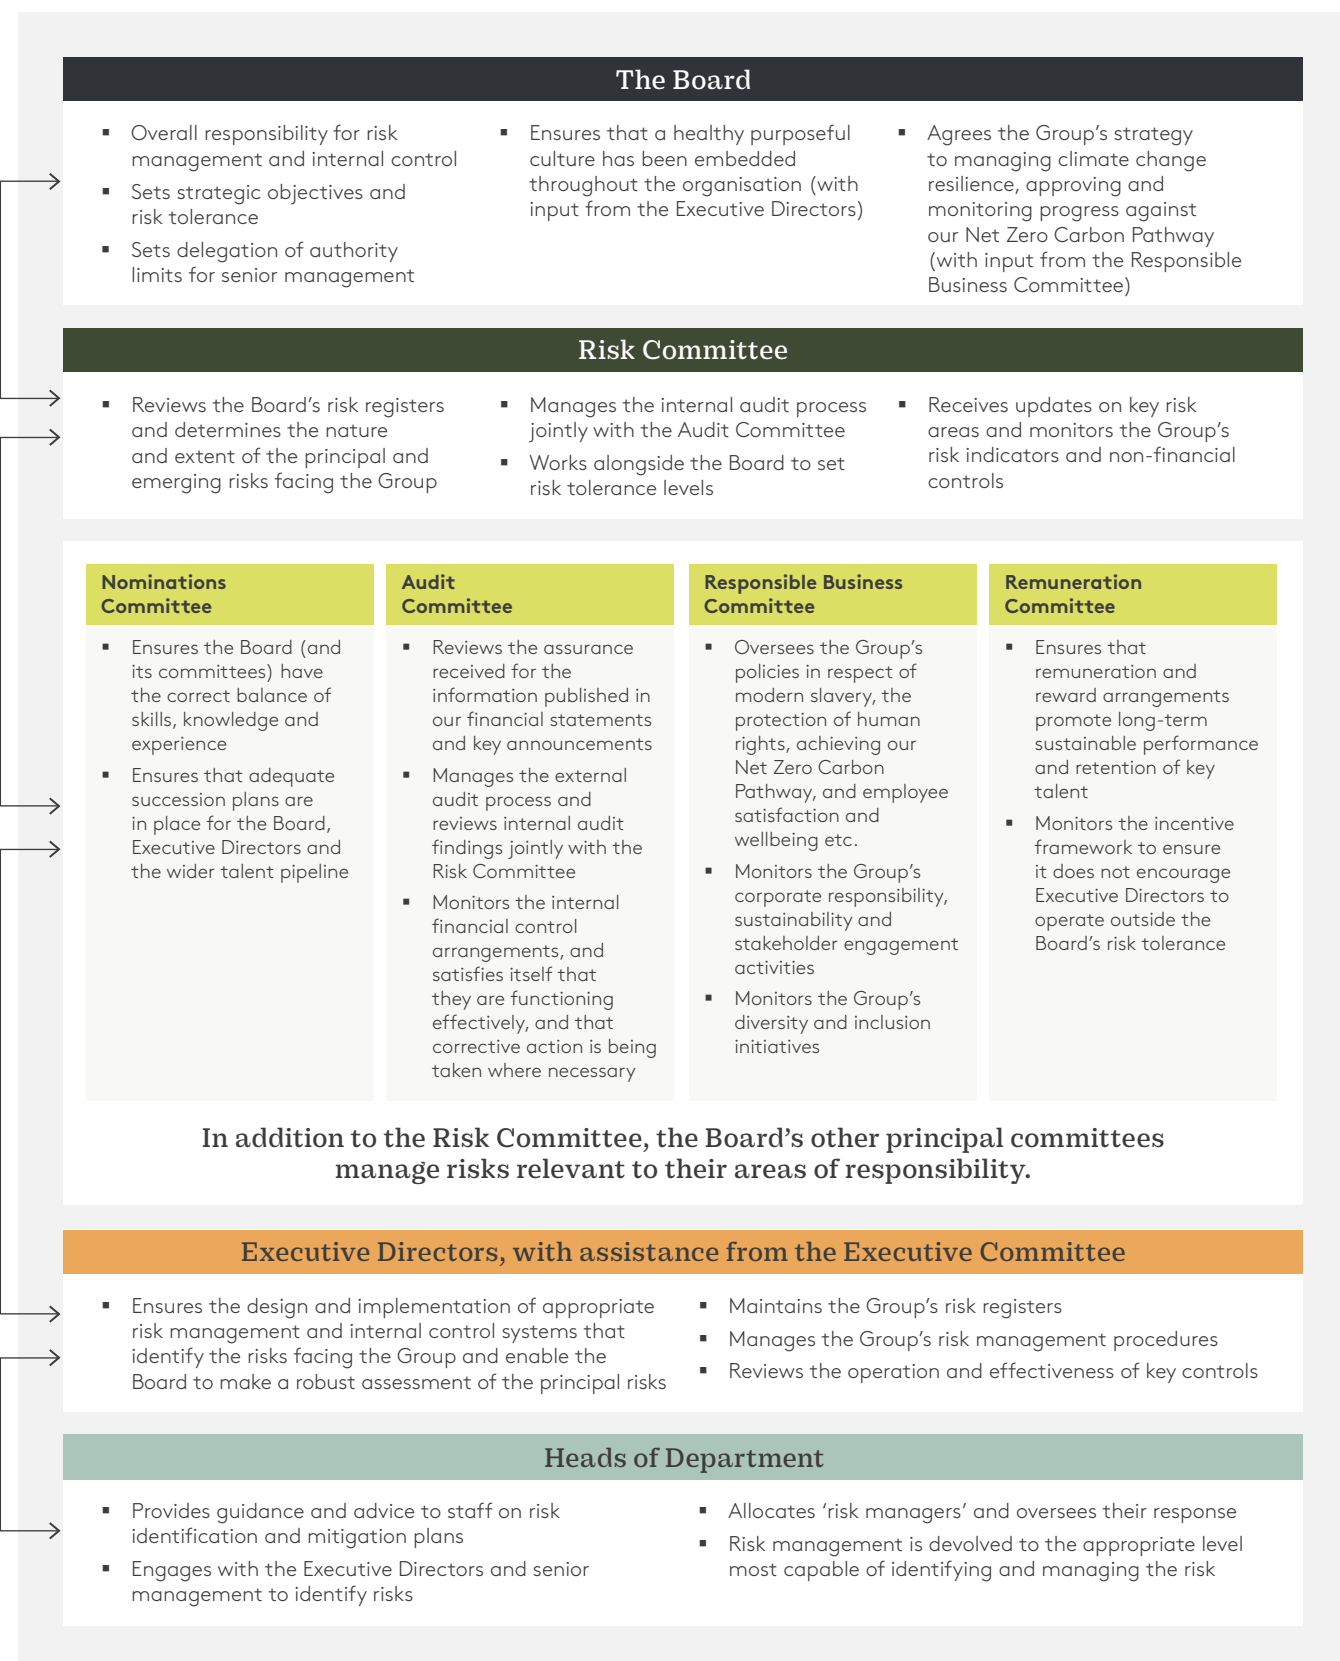 The Board
▪ Overall responsibility for risk
management and internal control
▪ Sets strategic objectives and
risk tolerance
▪ Sets delegation of authority
limits for senior management
▪ Ensures that a healthy purposeful
culture has been embedded
throughout the organisation (with
input from the Executive Directors)
▪ Agrees the Group’s strategy
to managing climate change
resilience, approving and
monitoring progress against
our Net Zero Carbon Pathway
(with input from the Responsible
Business Committee)
Risk Committee
▪ Reviews the Board’s risk registers
and determines the nature
and extent of the principal and
emerging risks facing the Group
▪ Manages the internal audit process
jointly with the Audit Committee
▪ Works alongside the Board to set
risk tolerance levels
▪ Receives updates on key risk
areas and monitors the Group’s
risk indicators and non-financial
controls
Nominations
Committee
▪ Ensures the Board (and
its committees) have
the correct balance of
skills, knowledge and
experience
▪ Ensures that adequate
succession plans are
in place for the Board,
Executive Directors and
the wider talent pipeline
Audit
Committee
▪ Reviews the assurance
received for the
information published in
our financial statements
and key announcements
▪ Manages the external
audit process and
reviews internal audit
findings jointly with the
Risk Committee
▪ Monitors the internal
financial control
arrangements, and
satisfies itself that
they are functioning
effectively, and that
corrective action is being
taken where necessary
Responsible Business
Committee
▪ Oversees the Group’s
policies in respect of
modern slavery, the
protection of human
rights, achieving our
Net Zero Carbon
Pathway, and employee
satisfaction and
wellbeing etc.
▪ Monitors the Group’s
corporate responsibility,
sustainability and
stakeholder engagement
activities
▪ Monitors the Group’s
diversity and inclusion
initiatives
Remuneration
Committee
▪ Ensures that
remuneration and
reward arrangements
promote long-term
sustainable performance
and retention of key
talent
▪ Monitors the incentive
framework to ensure
it does not encourage
Executive Directors to
operate outside the
Board’s risk tolerance
In addition to the Risk Committee, the Board’s other principal committees
manage risks relevant to their areas of responsibility.
Executive Directors, with assistance from the Executive Committee
▪ Ensures the design and implementation of appropriate
risk management and internal control systems that
identify the risks facing the Group and enable the
Board to make a robust assessment of the principal risks
▪ Maintains the Group’s risk registers
▪ Manages the Group’s risk management procedures
▪ Reviews the operation and effectiveness of key controls
Heads of Department
▪ Provides guidance and advice to staff on risk
identification and mitigation plans
▪ Engages with the Executive Directors and senior
management to identify risks
▪ Allocates ‘risk managers’ and oversees their response
▪ Risk management is devolved to the appropriate level
most capable of identifying and managing the risk